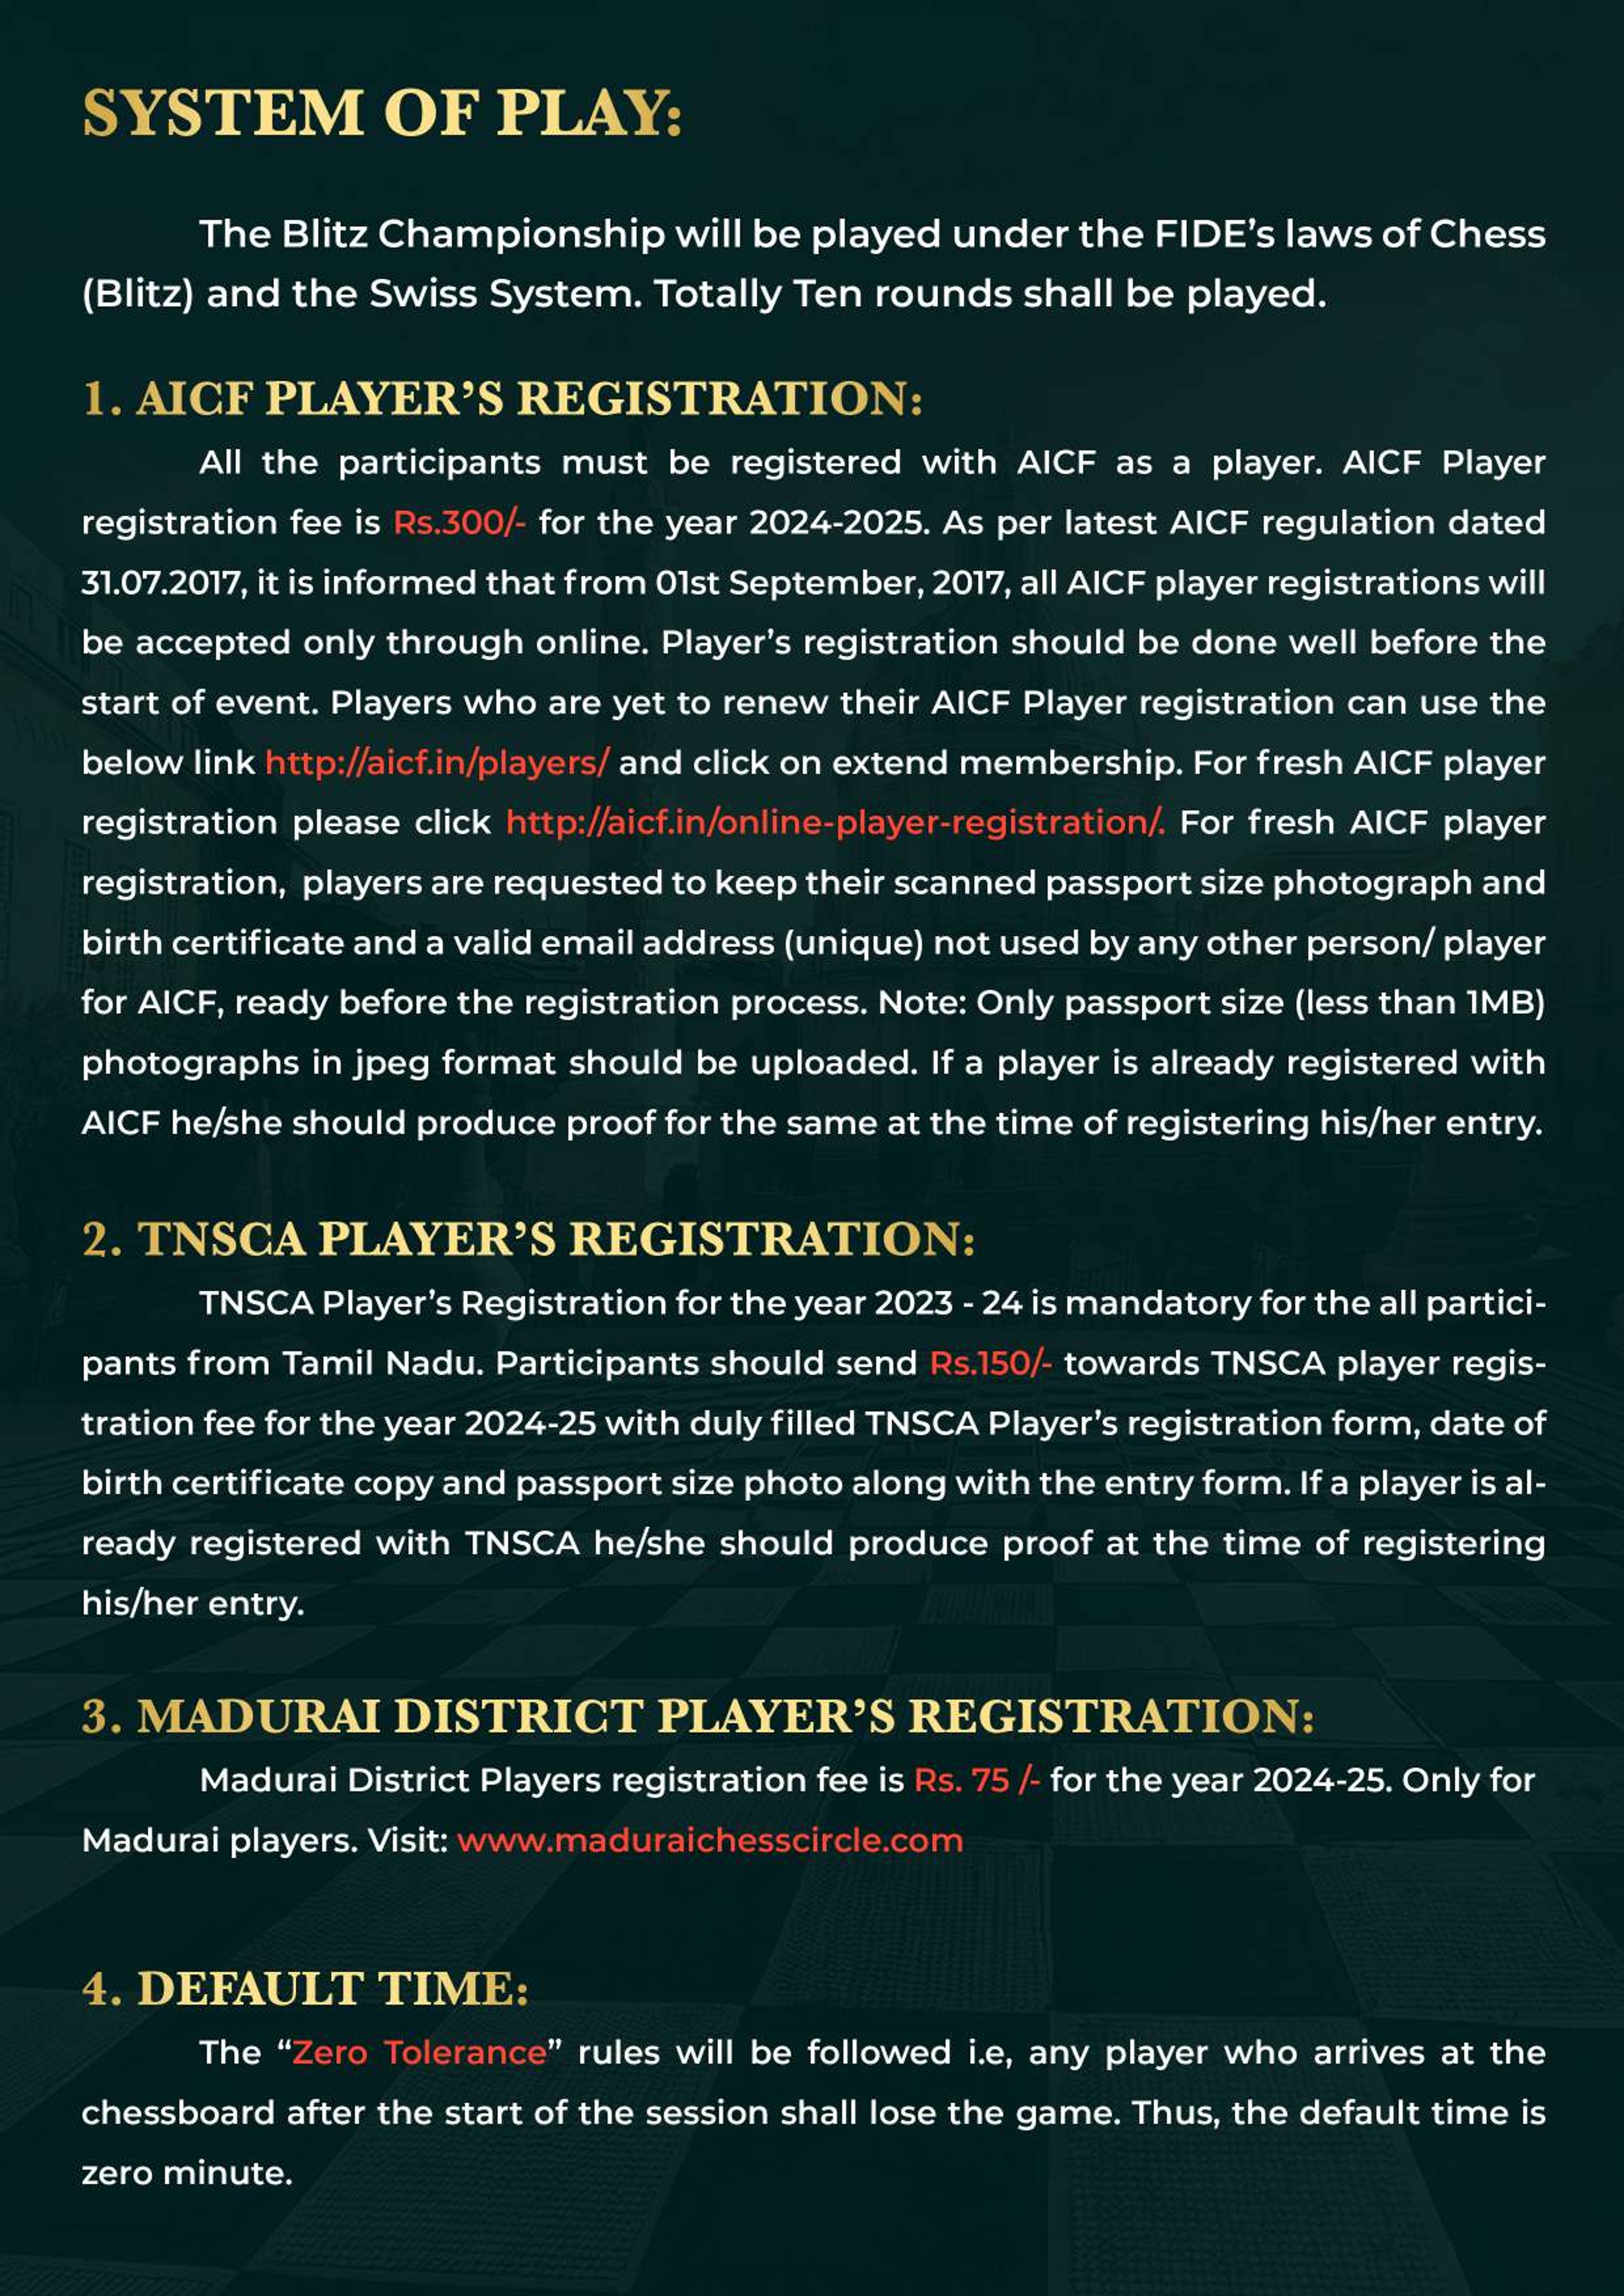 SYSTEM OF PLAY:
The Blitz Championship will be played under the FIDE’s laws of Chess
(Blitz) and the Swiss System. Totally Ten rounds shall be played.
1. AICF PLAYER’S REGISTRATION:
All the participants must be registered with AICF as a player. AICF Player
registration fee is Rs.300/- for the year 2024-2025. As per latest AICF regulation dated
31.07.2017, it is informed that from 01st September, 2017, all AICF player registrations will
be accepted only through online. Player’s registration should be done well before the
start of event. Players who are yet to renew their AICF Player registration can use the
below link http://aicf.in/players/ and click on extend membership. For fresh AICF player
registration please click http://aicf.in/online-player-registration/. For fresh AICF player
registration, players are requested to keep their scanned passport size photograph and
birth certificate and a valid email address (unique) not used by any other person/ player
for AICF, ready before the registration process. Note: Only passport size (less than 1MB)
photographs in jpeg format should be uploaded. If a player is already registered with
AICF he/she should produce proof for the same at the time of registering his/her entry.
2. TNSCA PLAYER’S REGISTRATION:
TNSCA Player’s Registration for the year 2023 - 24 is mandatory for the all partici-
pants from Tamil Nadu. Participants should send Rs.150/- towards TNSCA player regis-
tration fee for the year 2024-25 with duly filled TNSCA Player’s registration form, date of
birth certificate copy and passport size photo along with the entry form. If a player is al-
ready registered with TNSCA he/she should produce proof at the time of registering
his/her entry.
3. MADURAI DISTRICT PLAYER’S REGISTRATION:
Madurai District Players registration fee is Rs. 75 /- for the year 2024-25. Only for
Madurai players. Visit: www.maduraichesscircle.com
4. DEFAULT TIME:
The “Zero Tolerance” rules will be followed i.e, any player who arrives at the
chessboard after the start of the session shall lose the game. Thus, the default time is
zero minute.